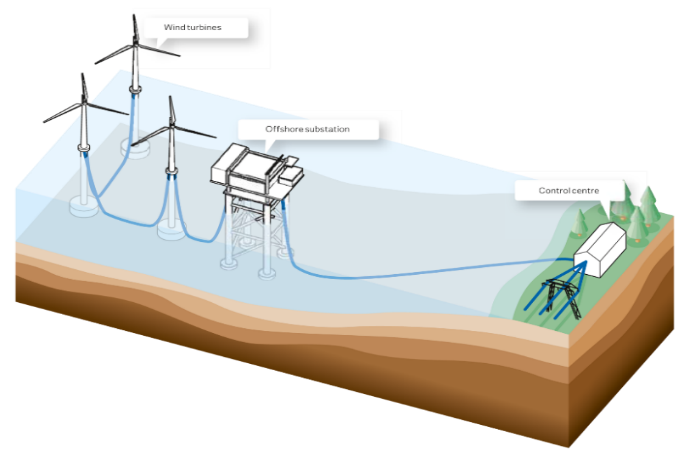 Wind turbines
Offshore substation
Control centre